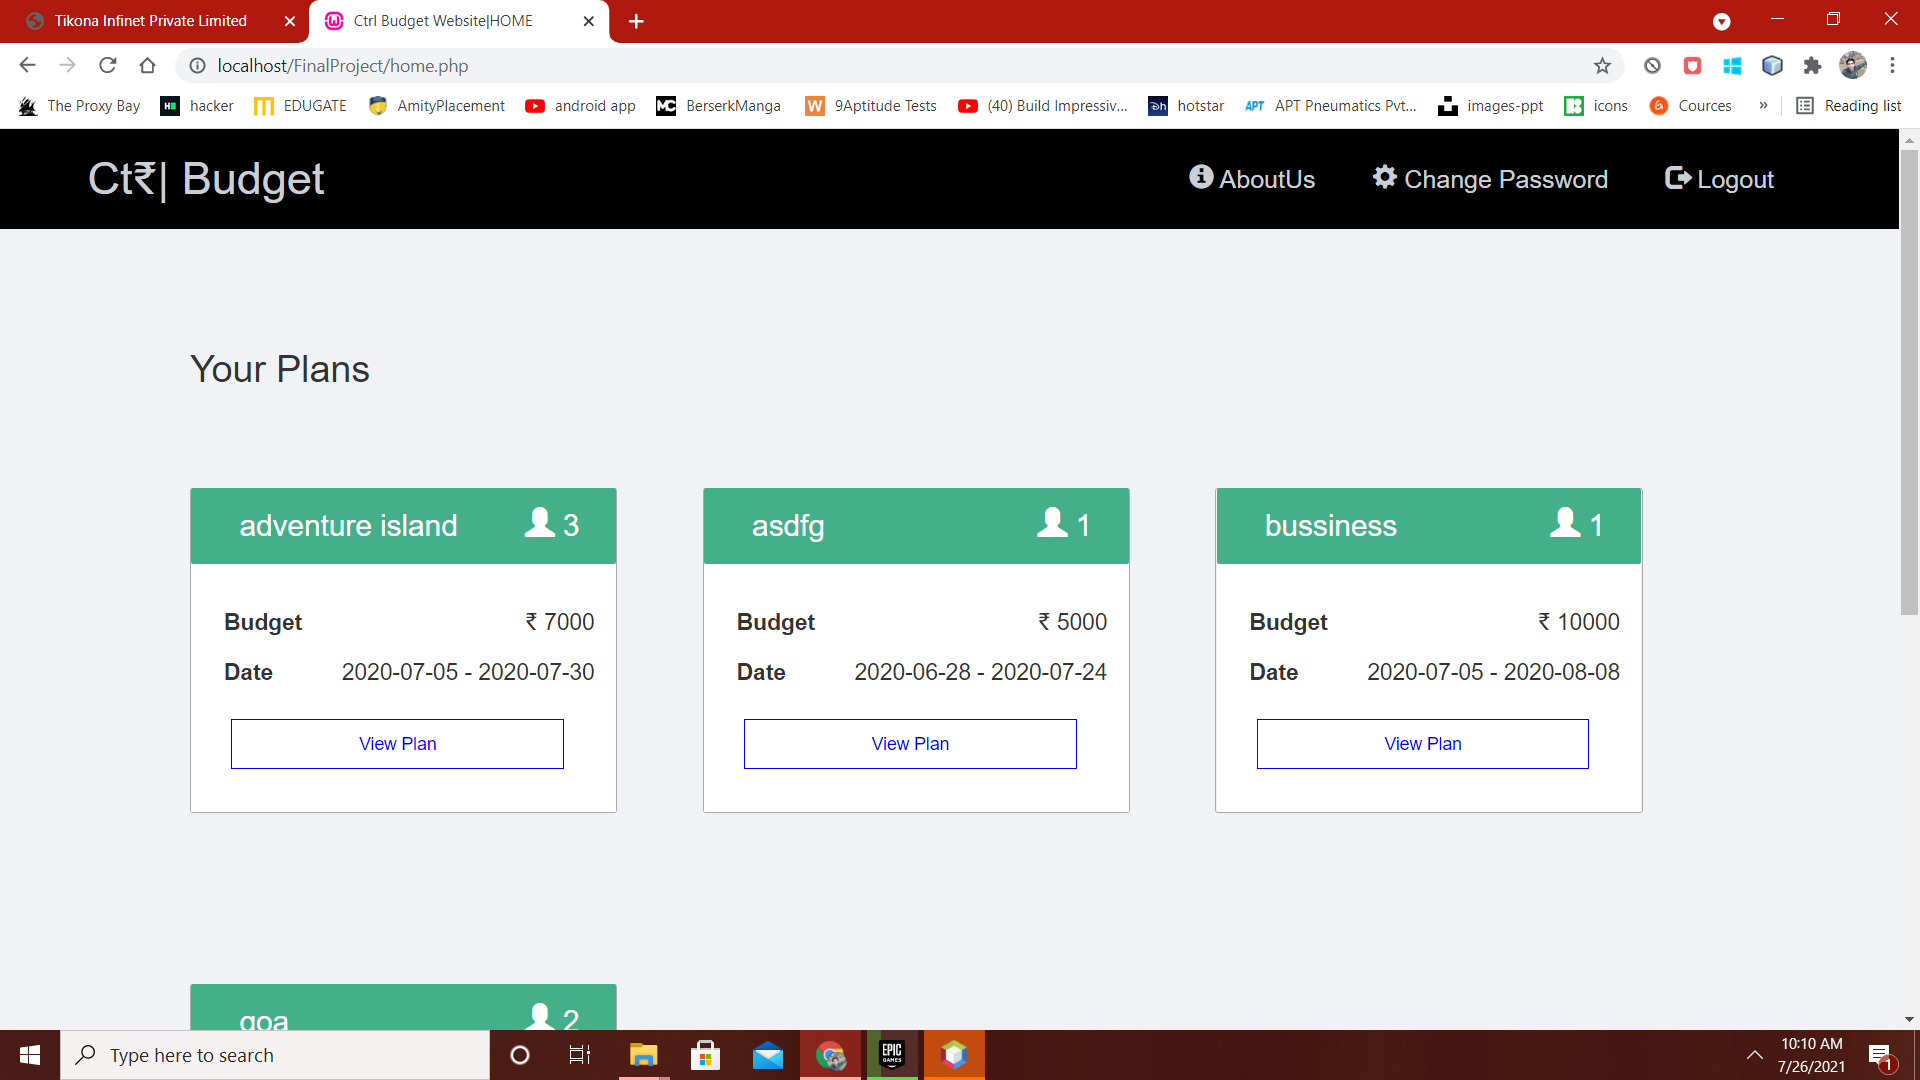 Tikona Infinet Private Limited
Ctrl Budget Website|HOME
localhost/FinalProject/home.php
The Proxy Bay
hacker
EDUGATE
AmityPlacement
android app
MC BerserkManga
9Aptitude Tests
(40) Build Impressiv...
hotstar
APT APT Pneumatics Pvt...
images-ppt
icons
Cources
»
Reading list
Ct₹| Budget
AboutUs
Change Password
Logout
Your Plans
adventure island 3
Budget ₹ 7000
Date 2020-07-05 - 2020-07-30
View Plan
asdfg 1
Budget ₹ 5000
Date 2020-06-28 - 2020-07-24
View Plan
bussiness 1
Budget ₹ 10000
Date 2020-07-05 - 2020-08-08
View Plan
goa 2
Type here to search
EPIC
GAMES
10:10 AM
7/26/2021
1